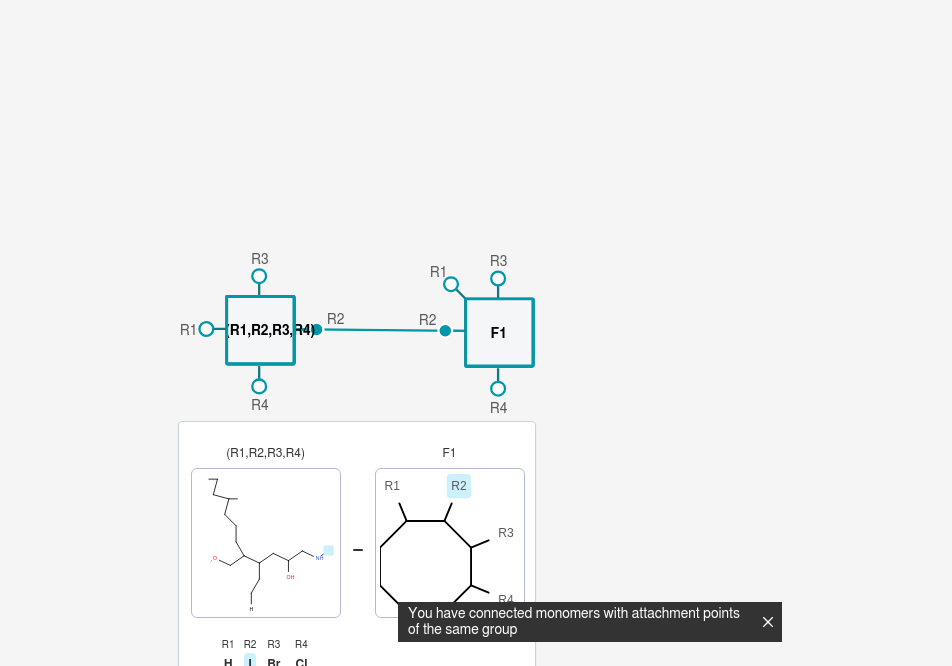 R3
R3
R1
R1
(R1,R2,R3,R4)
R2
R2
F1
R4
R4
(R1,R2,R3,R4)
F1
R1
R2
R3
R4
O
NH
OH
H
You have connected monomers with attachment points
of the same group
R1 R2 R3 R4
H I Br Cl